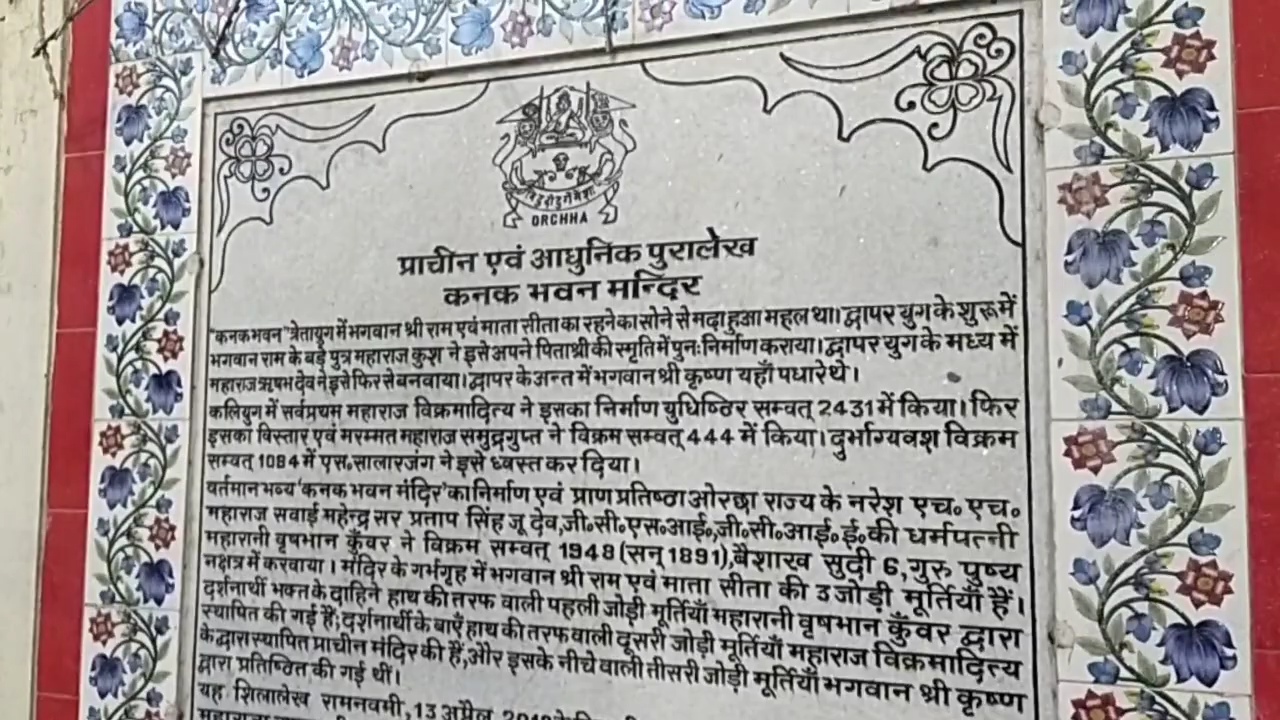 ORCHHA
प्राचीन एवं आधुनिक पुरालेख
कनक भवन मन्दिर
"कनक भवन" त्रेतायुग में भगवान श्री राम एवं माता सीता का रहने का सोने से मढ़ा हुआ महल था। द्वापर युग के शुरू में
भगवान राम के बड़े पुत्र महाराज कुश ने इसे अपने पिताश्री की स्मृति में पुनः निर्माण कराया। द्वापर युग के मध्य में
महाराज ऋषभ देव ने इसे फिर से बनवाया। द्वापर के अन्त में भगवान श्री कृष्ण यहाँ पधारे थे।
कलियुग में सर्वप्रथम महाराज विक्रमादित्य ने इसका निर्माण युधिष्ठिर सम्वत् 2431 में किया। फिर
इसका विस्तार एवं मरम्मत महाराज समुद्रगुप्त ने विक्रम सम्वत् 444 में किया। दुर्भाग्यवश विक्रम
सम्वत् 1084 में एस॰ सालारजंग ने इसे ध्वस्त कर दिया।
वर्तमान भव्य 'कनक भवन मंदिर' का निर्माण एवं प्राण प्रतिष्ठा ओरछा राज्य के नरेश एच॰ एच॰
महाराज सवाई महेन्द्र सर प्रताप सिंह जू देव, जी॰सी॰एस॰आई॰, जी॰सी॰आई॰ई॰ की धर्मपत्नी
महारानी वृषभान कुँवर ने विक्रम सम्वत् 1948 (सन् 1891), बैशाख सुदी 6, गुरु पुष्य
नक्षत्र में करवाया। मंदिर के गर्भगृह में भगवान श्री राम एवं माता सीता की 3 जोड़ी मूर्तियाँ हैं।
दर्शनार्थी भक्त के दाहिने हाथ की तरफ वाली पहली जोड़ी मूर्तियाँ महारानी वृषभान कुँवर द्वारा
स्थापित की गई हैं; दर्शनार्थी के बाएँ हाथ की तरफ वाली दूसरी जोड़ी मूर्तियाँ महाराज विक्रमादित्य
के द्वारा स्थापित प्राचीन मंदिर की हैं, और इसके नीचे वाली तीसरी जोड़ी मूर्तियाँ भगवान श्री कृष्ण
द्वारा प्रतिष्ठित की गई थीं।
यह शिलालेख रामनवमी, 13 अप्रैल